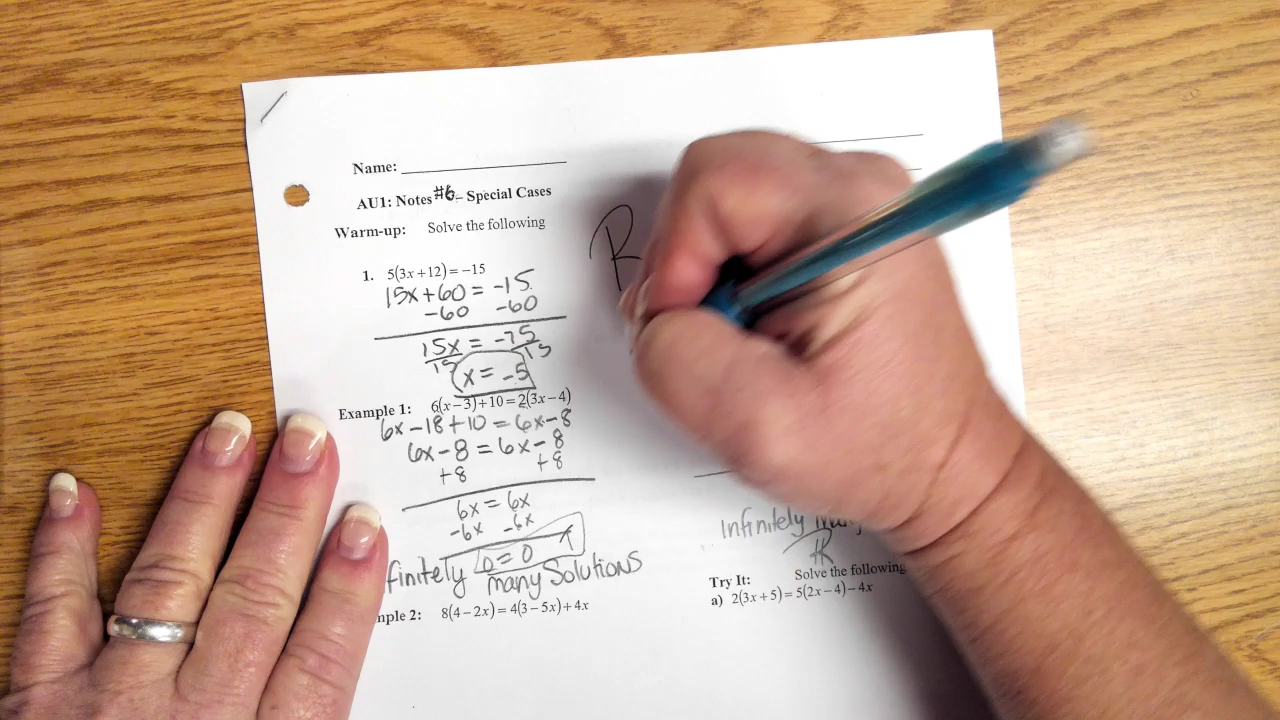 Name:
AU1: Notes #6 – Special Cases
Warm-up: Solve the following
1. 5(3x+12) = −15
15x+60 = -15
-60 -60
15x = -75
15 15
x = -5
Example 1: 6(x−3)+10 = 2(3x−4)
6x-18+10 = 6x-8
6x-8 = 6x-8
+8 +8
6x = 6x
-6x -6x
0=0
finitely many Solutions
nple 2: 8(4−2x) = 4(3−5x)+4x
R
Infinitely
ℝ
Try It: Solve the following
a) 2(3x+5) = 5(2x−4)−4x